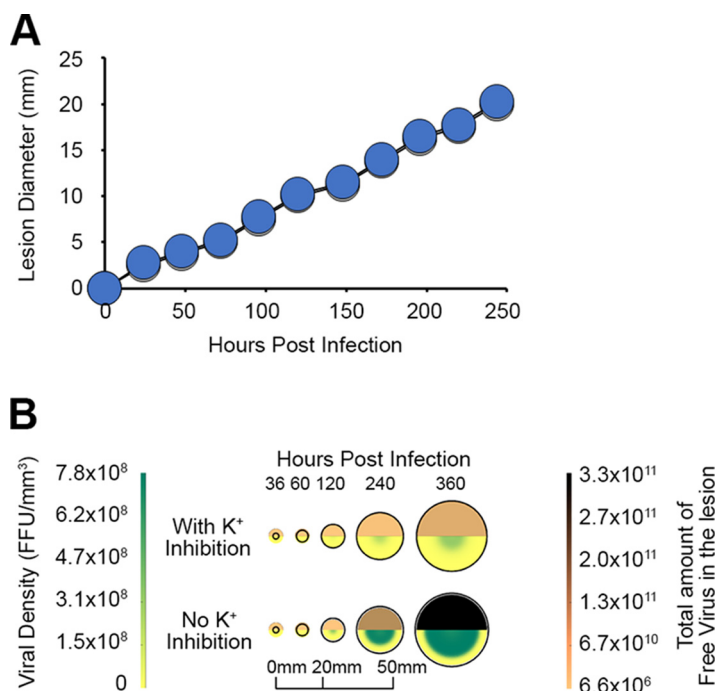 A
Lesion Diameter (mm)
25
20
15
10
5
0
0 50 100 150 200 250
Hours Post Infection
B
Viral Density (FFU/mm³)
7.8x10⁸
6.2x10⁸
4.7x10⁸
3.1x10⁸
1.5x10⁸
0
Hours Post Infection
36 60 120 240 360
With K⁺
Inhibition
No K⁺
Inhibition
0mm 20mm 50mm
3.3x10¹¹
2.7x10¹¹
2.0x10¹¹
1.3x10¹¹
6.7x10¹⁰
6.6x10⁶
Total amount of
Free Virus in the lesion